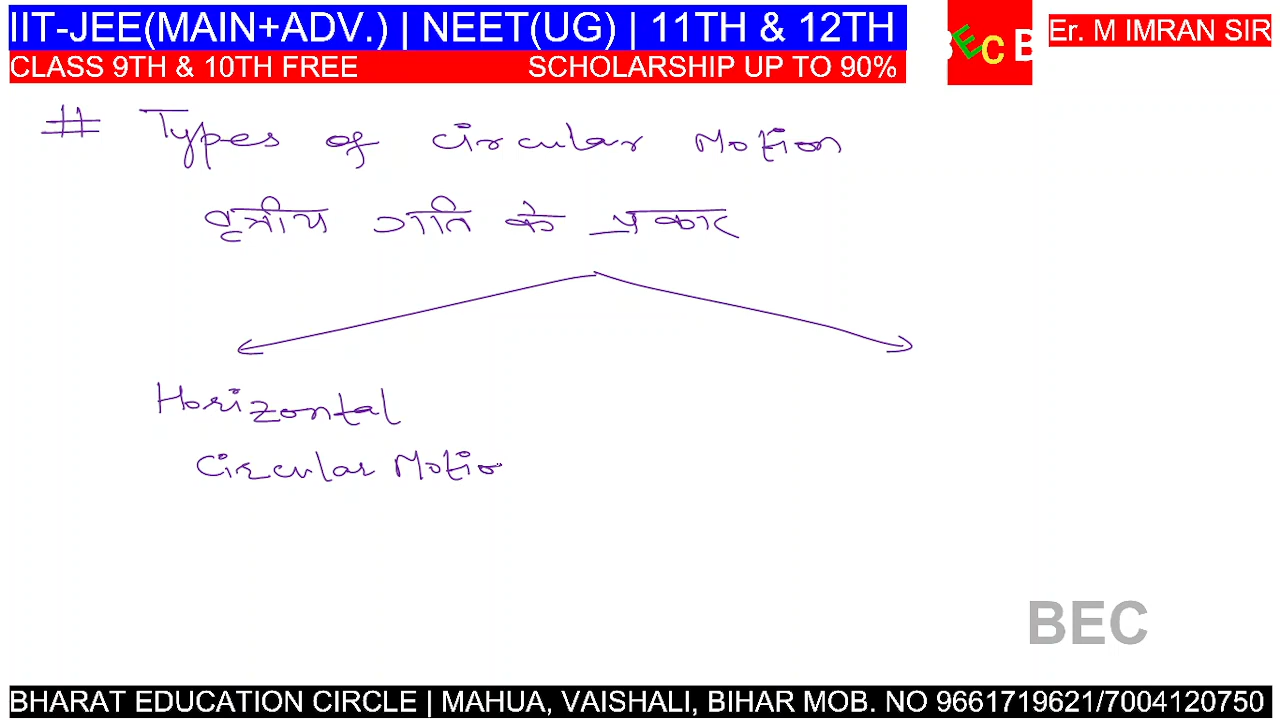 IIT-JEE(MAIN+ADV.) | NEET(UG) | 11TH & 12TH
CLASS 9TH & 10TH FREE SCHOLARSHIP UP TO 90%
BEC B
Er. M IMRAN SIR
# Types of Circular Motion
वृत्तीय गति के प्रकार
Horizontal
Circular Motio
BEC
BHARAT EDUCATION CIRCLE | MAHUA, VAISHALI, BIHAR MOB. NO 9661719621/7004120750